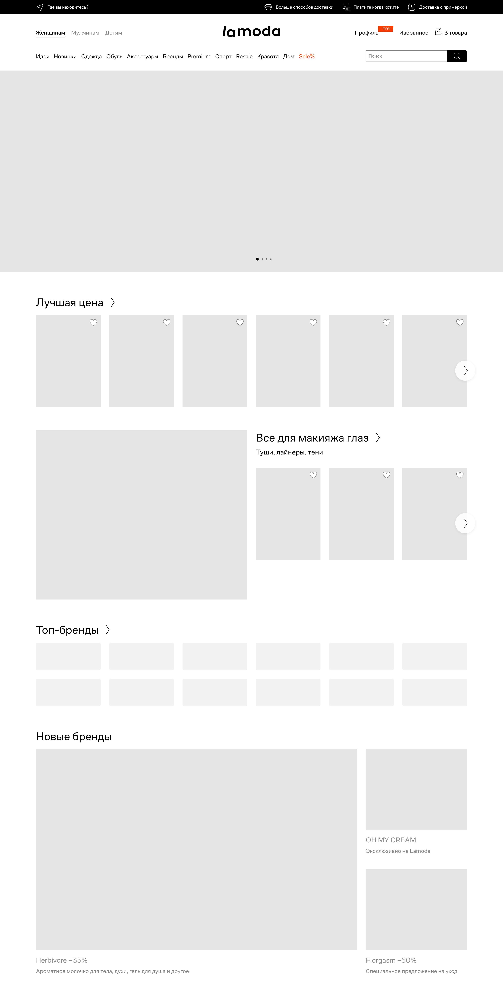 Где вы находитесь?
Больше способов доставки
Платите когда хотите
Доставка с примеркой
Женщинам Мужчинам Детям
lamoda
Профиль −30% Избранное 3 товара
Идеи Новинки Одежда Обувь Аксессуары Бренды Premium Спорт Resale Красота Дом Sale%
Поиск
Лучшая цена
Все для макияжа глаз
Туши, лайнеры, тени
Топ-бренды
Новые бренды
OH MY CREAM
Эксклюзивно на Lamoda
Herbivore −35%
Ароматное молочко для тела, духи, гель для душа и другое
Florgasm −50%
Специальное предложение на уход